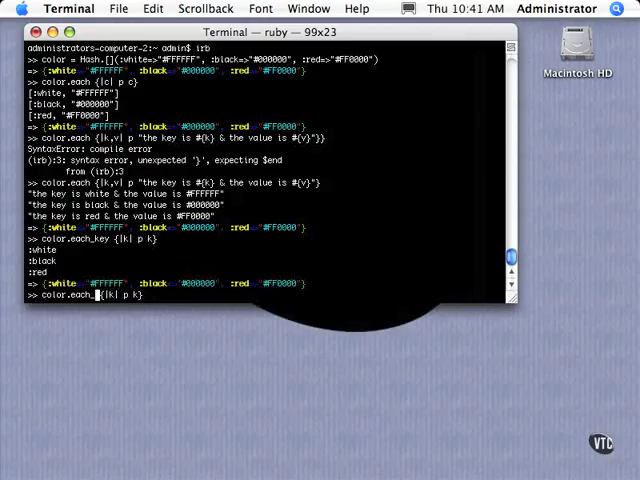 Terminal File Edit View Window Font Help Thu 10:41 AM Administrator
Terminal — ruby — 99x23
administrators-computer-2:~ admin$ irb
>> color = Hash.[](:white=>"#FFFFFF", :black=>"#000000", :red=>"#FF0000")
=> {:white=>"#FFFFFF", :black=>"#000000", :red=>"#FF0000"}
>> color.each {|c| p c}
[:white, "#FFFFFF"]
[:black, "#000000"]
[:red, "#FF0000"]
=> {:white=>"#FFFFFF", :black=>"#000000", :red=>"#FF0000"}
>> color.each {|k,v| p "the key is #{k} & the value is #{v}"}}
SyntaxError: compile error
(irb):3: syntax error, unexpected '}', expecting $end
from (irb):3
>> color.each {|k,v| p "the key is #{k} & the value is #{v}"}
"the key is white & the value is #FFFFFF"
"the key is black & the value is #000000"
"the key is red & the value is #FF0000"
=> {:white=>"#FFFFFF", :black=>"#000000", :red=>"#FF0000"}
>> color.each_key {|k| p k}
:white
:black
:red
=> {:white=>"#FFFFFF", :black=>"#000000", :red=>"#FF0000"}
>> color.each_ {|k| p k}
Macintosh HD
VTC